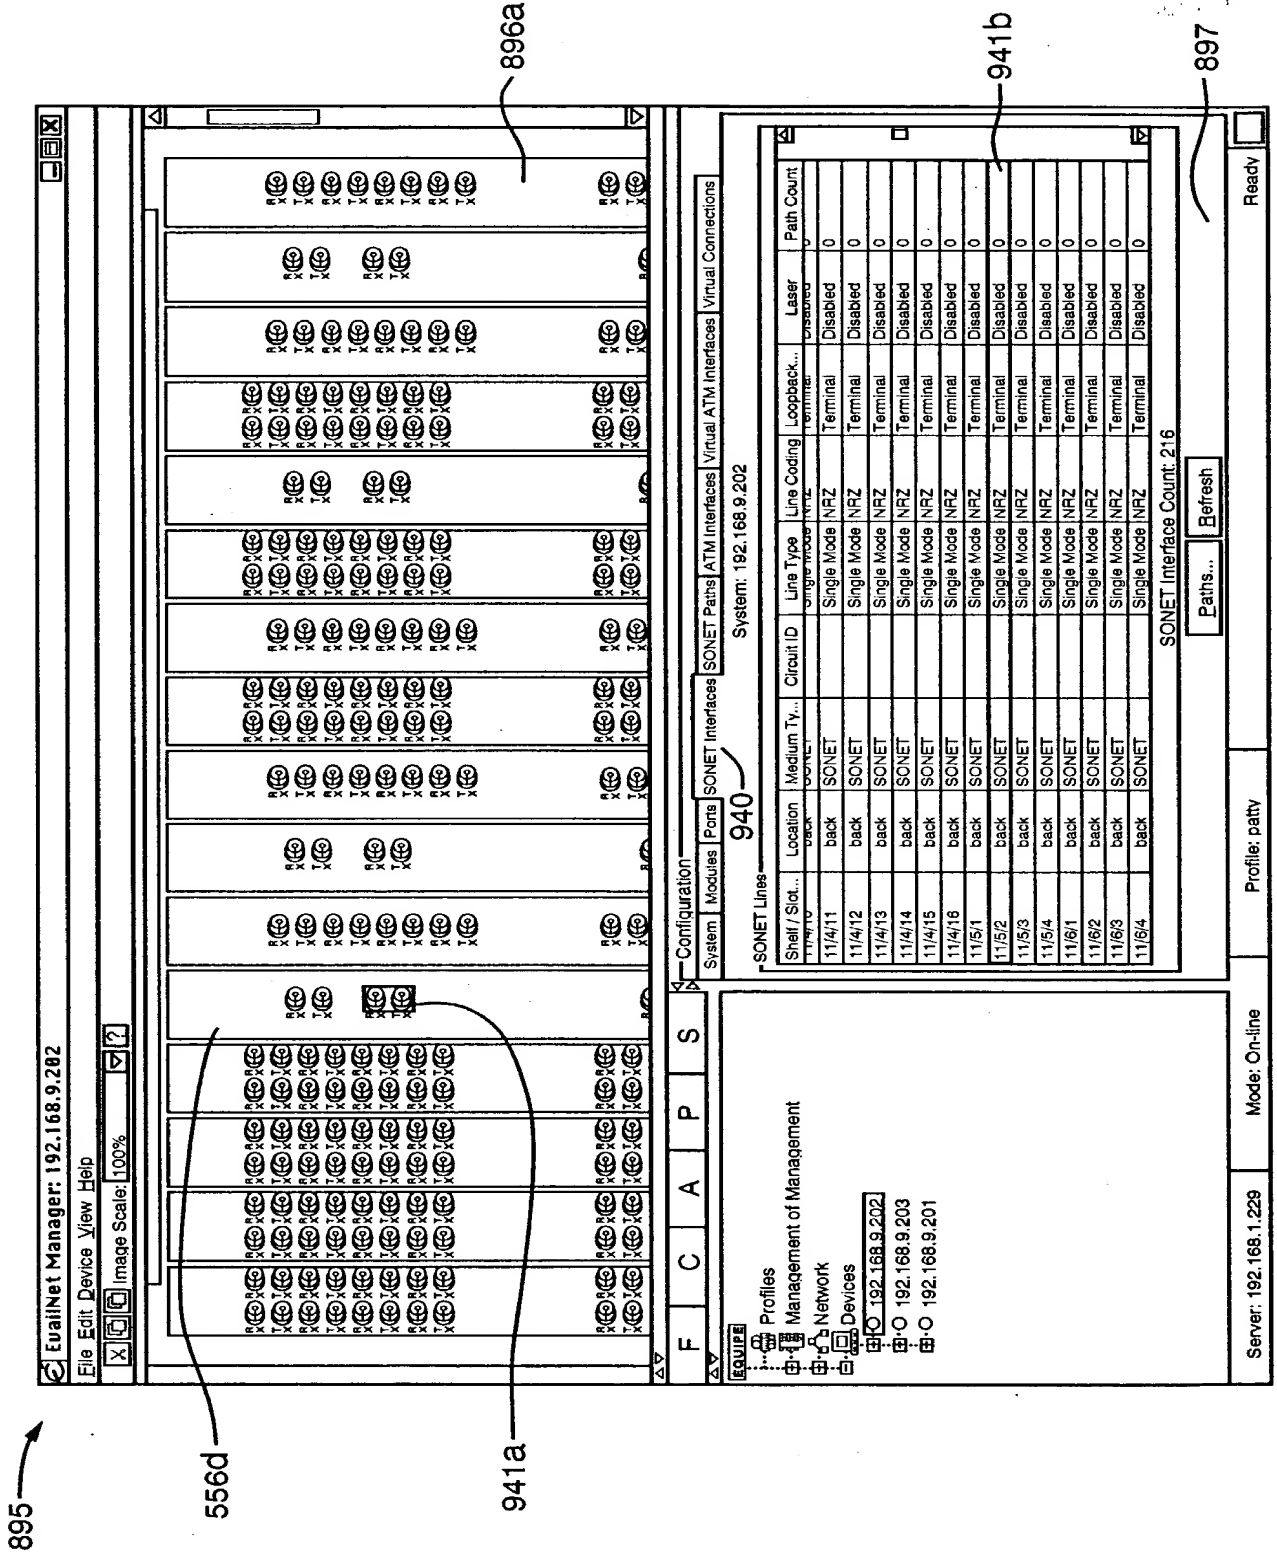 895
EuailNet Manager: 192.168.9.202
File Edit Device View Help
Image Scale: 100% ?
896a
556d
941a
F C A P S
EQUIPE
Profiles
Management of Management
Network
Devices
192.168.9.202
192.168.9.203
192.168.9.201
Configuration
System Modules Ports SONET Interfaces SONET Paths ATM Interfaces Virtual ATM Interfaces Virtual Connections
940
System: 192.168.9.202
SONET Lines
Shelf / Slot... Location Medium Ty... Circuit ID Line Type Line Coding Loopback... Laser Path Count
11/4/10 back SONET Single Mode NRZ Terminal Disabled 0
11/4/11 back SONET Single Mode NRZ Terminal Disabled 0
11/4/12 back SONET Single Mode NRZ Terminal Disabled 0
11/4/13 back SONET Single Mode NRZ Terminal Disabled 0
11/4/14 back SONET Single Mode NRZ Terminal Disabled 0
11/4/15 back SONET Single Mode NRZ Terminal Disabled 0
11/4/16 back SONET Single Mode NRZ Terminal Disabled 0
11/5/1 back SONET Single Mode NRZ Terminal Disabled 0
11/5/2 back SONET Single Mode NRZ Terminal Disabled 0
11/5/3 back SONET Single Mode NRZ Terminal Disabled 0
11/5/4 back SONET Single Mode NRZ Terminal Disabled 0
11/6/1 back SONET Single Mode NRZ Terminal Disabled 0
11/6/2 back SONET Single Mode NRZ Terminal Disabled 0
11/6/3 back SONET Single Mode NRZ Terminal Disabled 0
11/6/4 back SONET Single Mode NRZ Terminal Disabled 0
941b
SONET Interface Count: 216
Paths... Refresh
897
Server: 192.168.1.229 Mode: On-line Profile: patty Ready